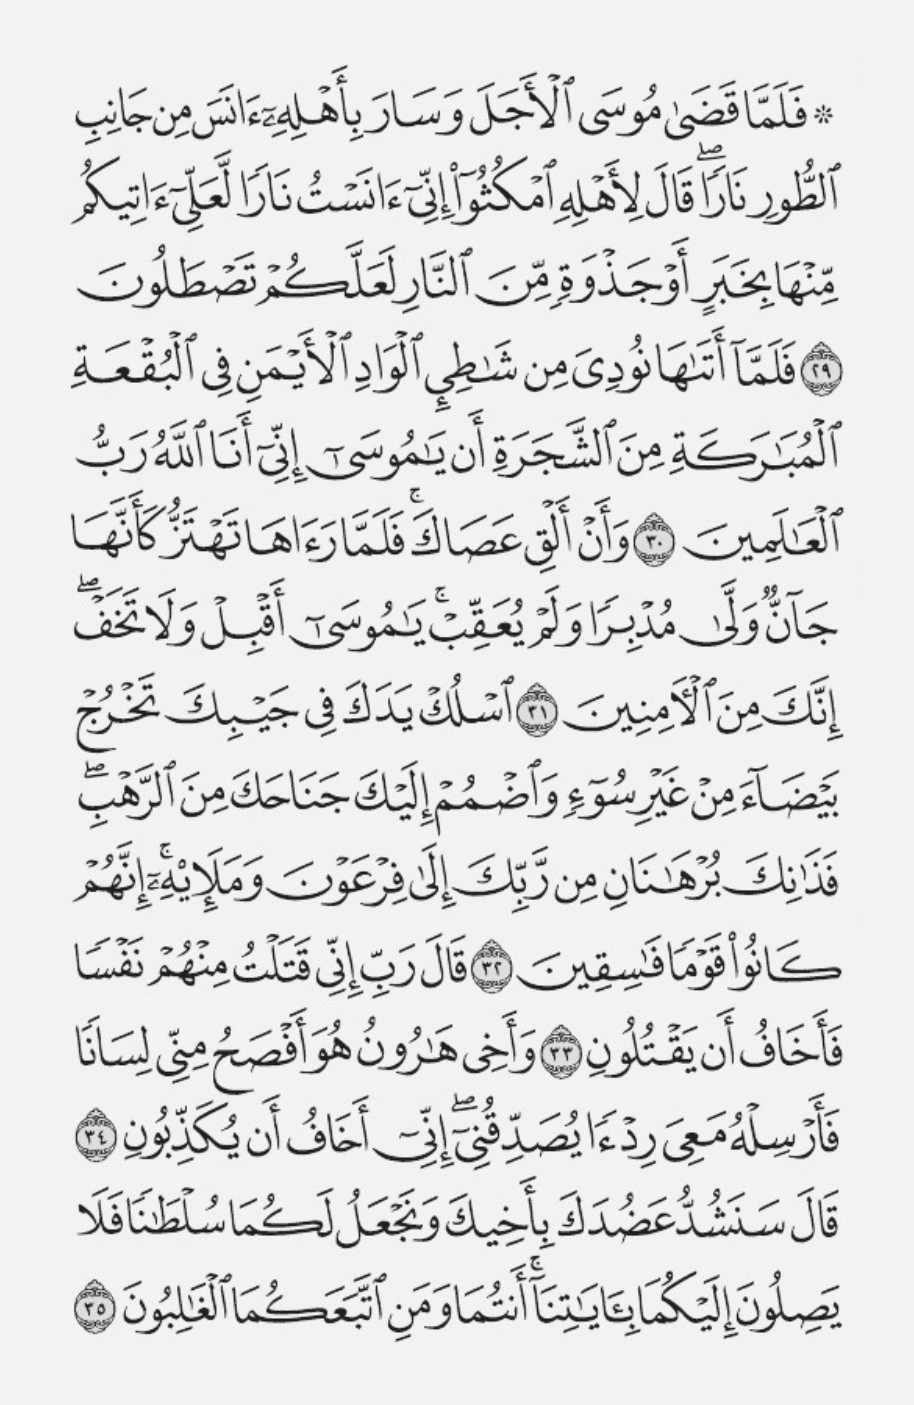 ۞ فَلَمَّا قَضَىٰ مُوسَى ٱلۡأَجَلَ وَسَارَ بِأَهۡلِهِۦٓ ءَانَسَ مِن جَانِبِ
ٱلطُّورِ نَارٗاۖ قَالَ لِأَهۡلِهِ ٱمۡكُثُوٓاْ إِنِّيٓ ءَانَسۡتُ نَارٗا لَّعَلِّيٓ ءَاتِيكُم
مِّنۡهَا بِخَبَرٍ أَوۡ جَذۡوَةٖ مِّنَ ٱلنَّارِ لَعَلَّكُمۡ تَصۡطَلُونَ
٢٩ فَلَمَّآ أَتَىٰهَا نُودِيَ مِن شَٰطِيِٕ ٱلۡوَادِ ٱلۡأَيۡمَنِ فِي ٱلۡبُقۡعَةِ
ٱلۡمُبَٰرَكَةِ مِنَ ٱلشَّجَرَةِ أَن يَٰمُوسَىٰٓ إِنِّيٓ أَنَا ٱللَّهُ رَبُّ
ٱلۡعَٰلَمِينَ ٣٠ وَأَنۡ أَلۡقِ عَصَاكَۚ فَلَمَّا رَءَاهَا تَهۡتَزُّ كَأَنَّهَا
جَآنّٞ وَلَّىٰ مُدۡبِرٗا وَلَمۡ يُعَقِّبۡۚ يَٰمُوسَىٰٓ أَقۡبِلۡ وَلَا تَخَفۡۖ
إِنَّكَ مِنَ ٱلۡأٓمِنِينَ ٣١ ٱسۡلُكۡ يَدَكَ فِي جَيۡبِكَ تَخۡرُجۡ
بَيۡضَآءَ مِنۡ غَيۡرِ سُوٓءٖ وَٱضۡمُمۡ إِلَيۡكَ جَنَاحَكَ مِنَ ٱلرَّهۡبِۖ
فَذَٰنِكَ بُرۡهَٰنَانِ مِن رَّبِّكَ إِلَىٰ فِرۡعَوۡنَ وَمَلَإِيْهِۦٓۚ إِنَّهُمۡ
كَانُواْ قَوۡمٗا فَٰسِقِينَ ٣٢ قَالَ رَبِّ إِنِّي قَتَلۡتُ مِنۡهُمۡ نَفۡسٗا
فَأَخَافُ أَن يَقۡتُلُونِ ٣٣ وَأَخِي هَٰرُونُ هُوَ أَفۡصَحُ مِنِّي لِسَانٗا
فَأَرۡسِلۡهُ مَعِيَ رِدۡءٗا يُصَدِّقُنِيٓۖ إِنِّيٓ أَخَافُ أَن يُكَذِّبُونِ ٣٤
قَالَ سَنَشُدُّ عَضُدَكَ بِأَخِيكَ وَنَجۡعَلُ لَكُمَا سُلۡطَٰنٗا فَلَا
يَصِلُونَ إِلَيۡكُمَا بِـَٔايَٰتِنَآۚ أَنتُمَا وَمَنِ ٱتَّبَعَكُمَا ٱلۡغَٰلِبُونَ ٣٥